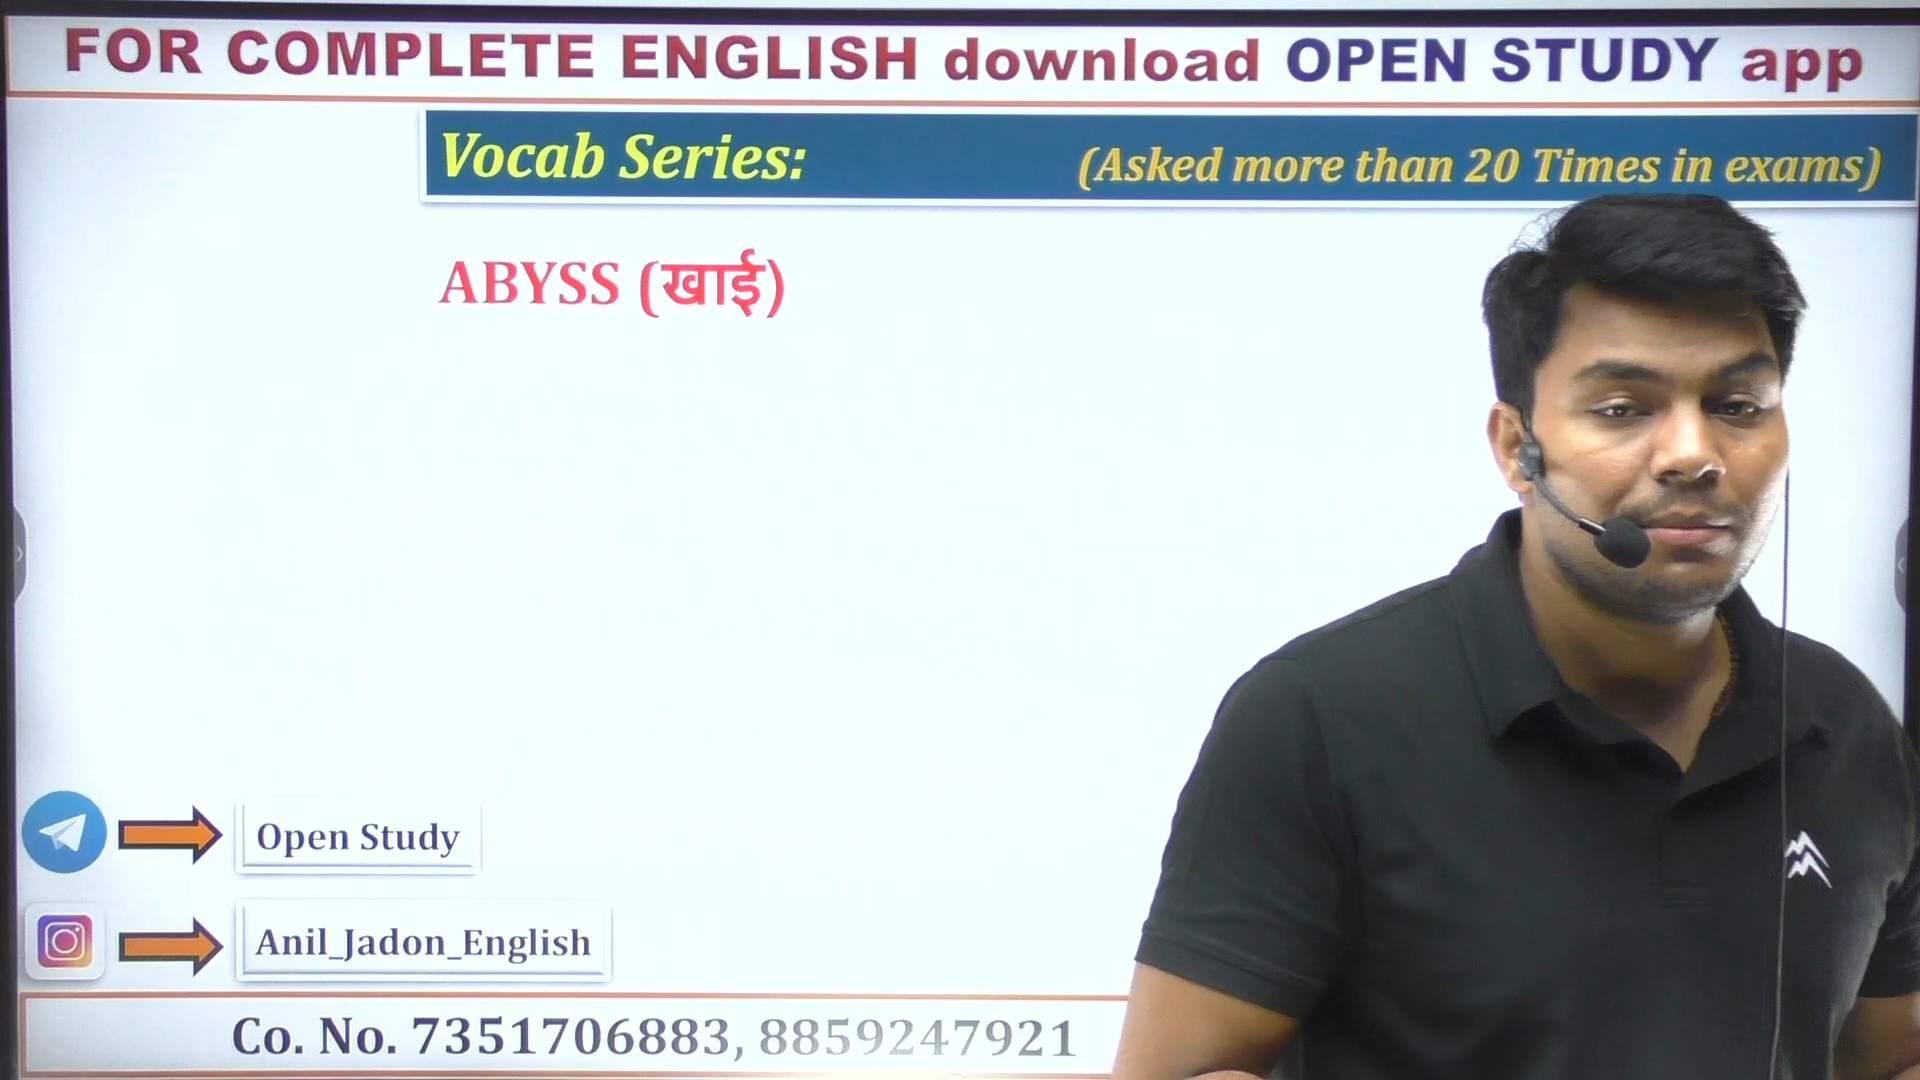 FOR COMPLETE ENGLISH download OPEN STUDY app
Vocab Series: (Asked more than 20 Times in exams)
ABYSS (खाई)
Open Study
Anil_Jadon_English
Co. No. 7351706883, 8859247921